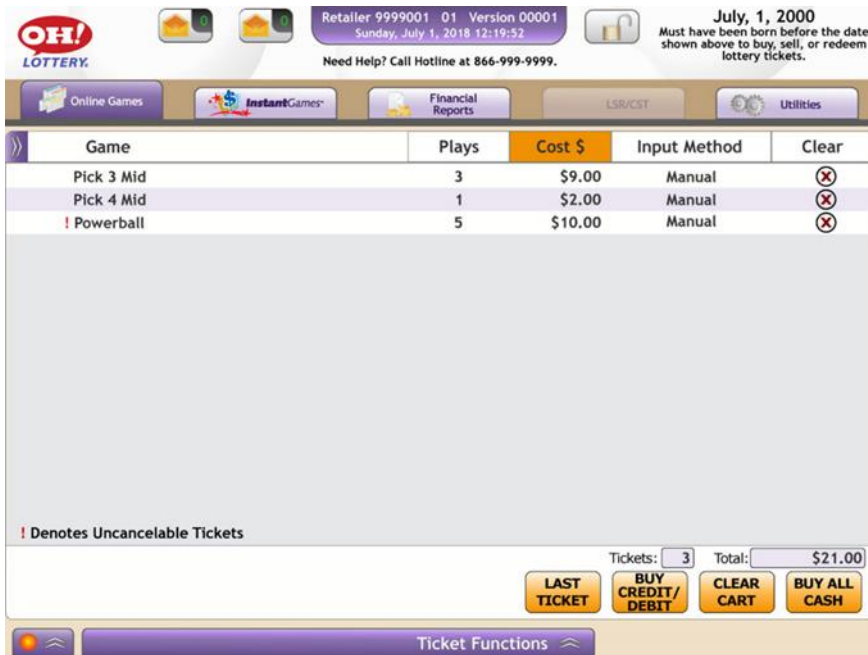 OH!
LOTTERY.
0
0
Retailer 9999001 01 Version 00001
Sunday, July 1, 2018 12:19:52
Need Help? Call Hotline at 866-999-9999.
July, 1, 2000
Must have been born before the date
shown above to buy, sell, or redeem
lottery tickets.
Online Games
InstantGames
Financial
Reports
LSR/CST
Utilities
Game Plays Cost $ Input Method Clear
Pick 3 Mid 3 $9.00 Manual
Pick 4 Mid 1 $2.00 Manual
! Powerball 5 $10.00 Manual
! Denotes Uncancelable Tickets
Tickets: 3 Total: $21.00
LAST
TICKET
BUY
CREDIT/
DEBIT
CLEAR
CART
BUY ALL
CASH
Ticket Functions